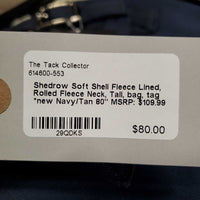 The Tack Collector
614600-553
Shedrow Soft Shell Fleece Lined,
Rolled Fleece Neck, Tail, bag, tag
*new Navy/Tan 80" MSRP: $109.99
29QDKS
$80.00